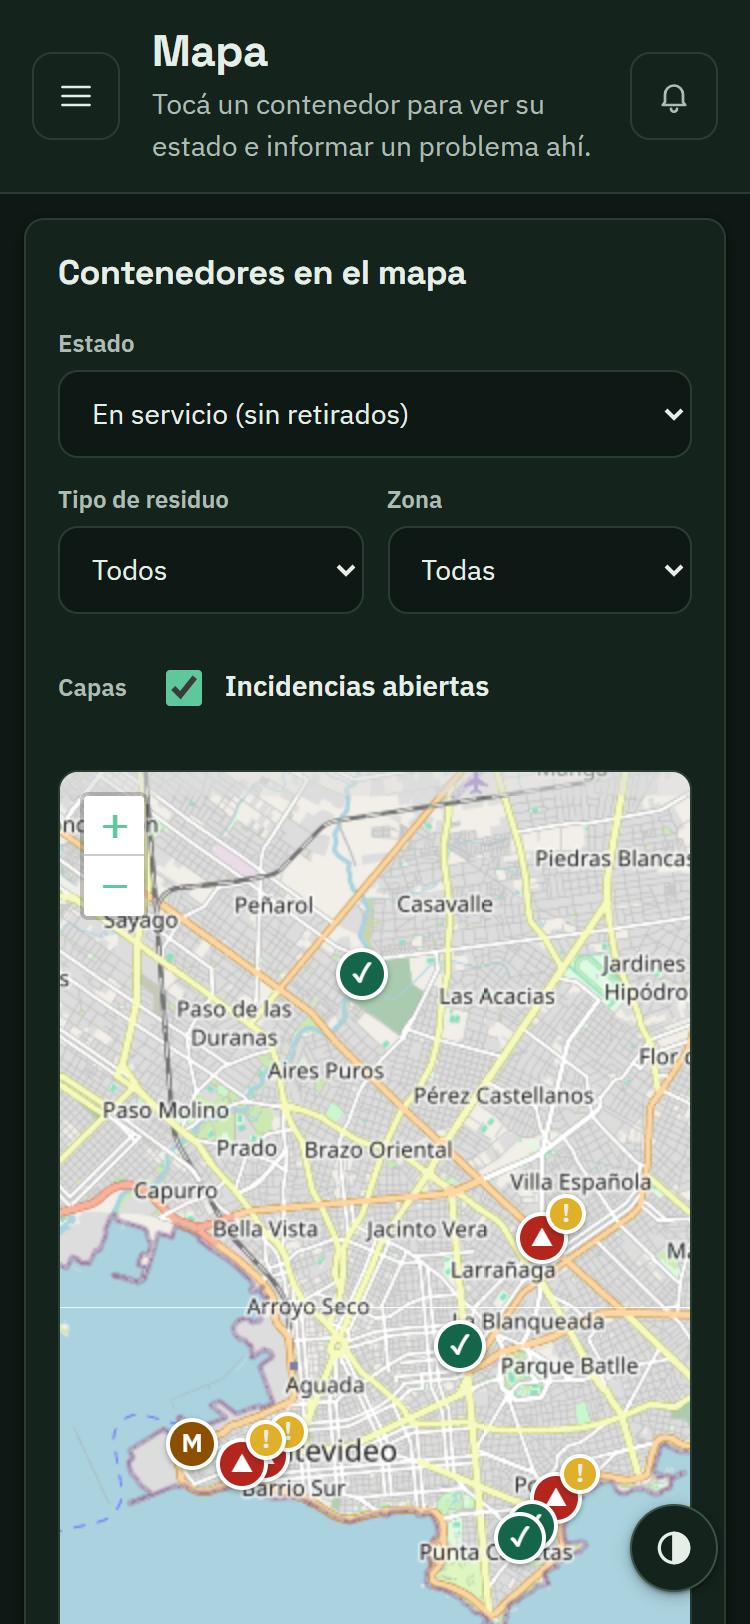 Mapa
Tocá un contenedor para ver su
estado e informar un problema ahí.
Contenedores en el mapa
Estado
En servicio (sin retirados)
Tipo de residuo
Zona
Todos
Todas
Capas
Incidencias abiertas
+
−
Piedras Blancas
Peñarol
Casavalle
Sayago
Jardines
Las Acacias
Paso de las
Duranas
Aires Puros
Pérez Castellanos
Paso Molino
Prado
Brazo Oriental
Capurro
Villa Española
!
Bella Vista
Jacinto Vera
Larrañaga
Arroyo Seco
Blanqueada
Parque Batlle
Aguada
M
!
!
Barrio Sur
!
Punta